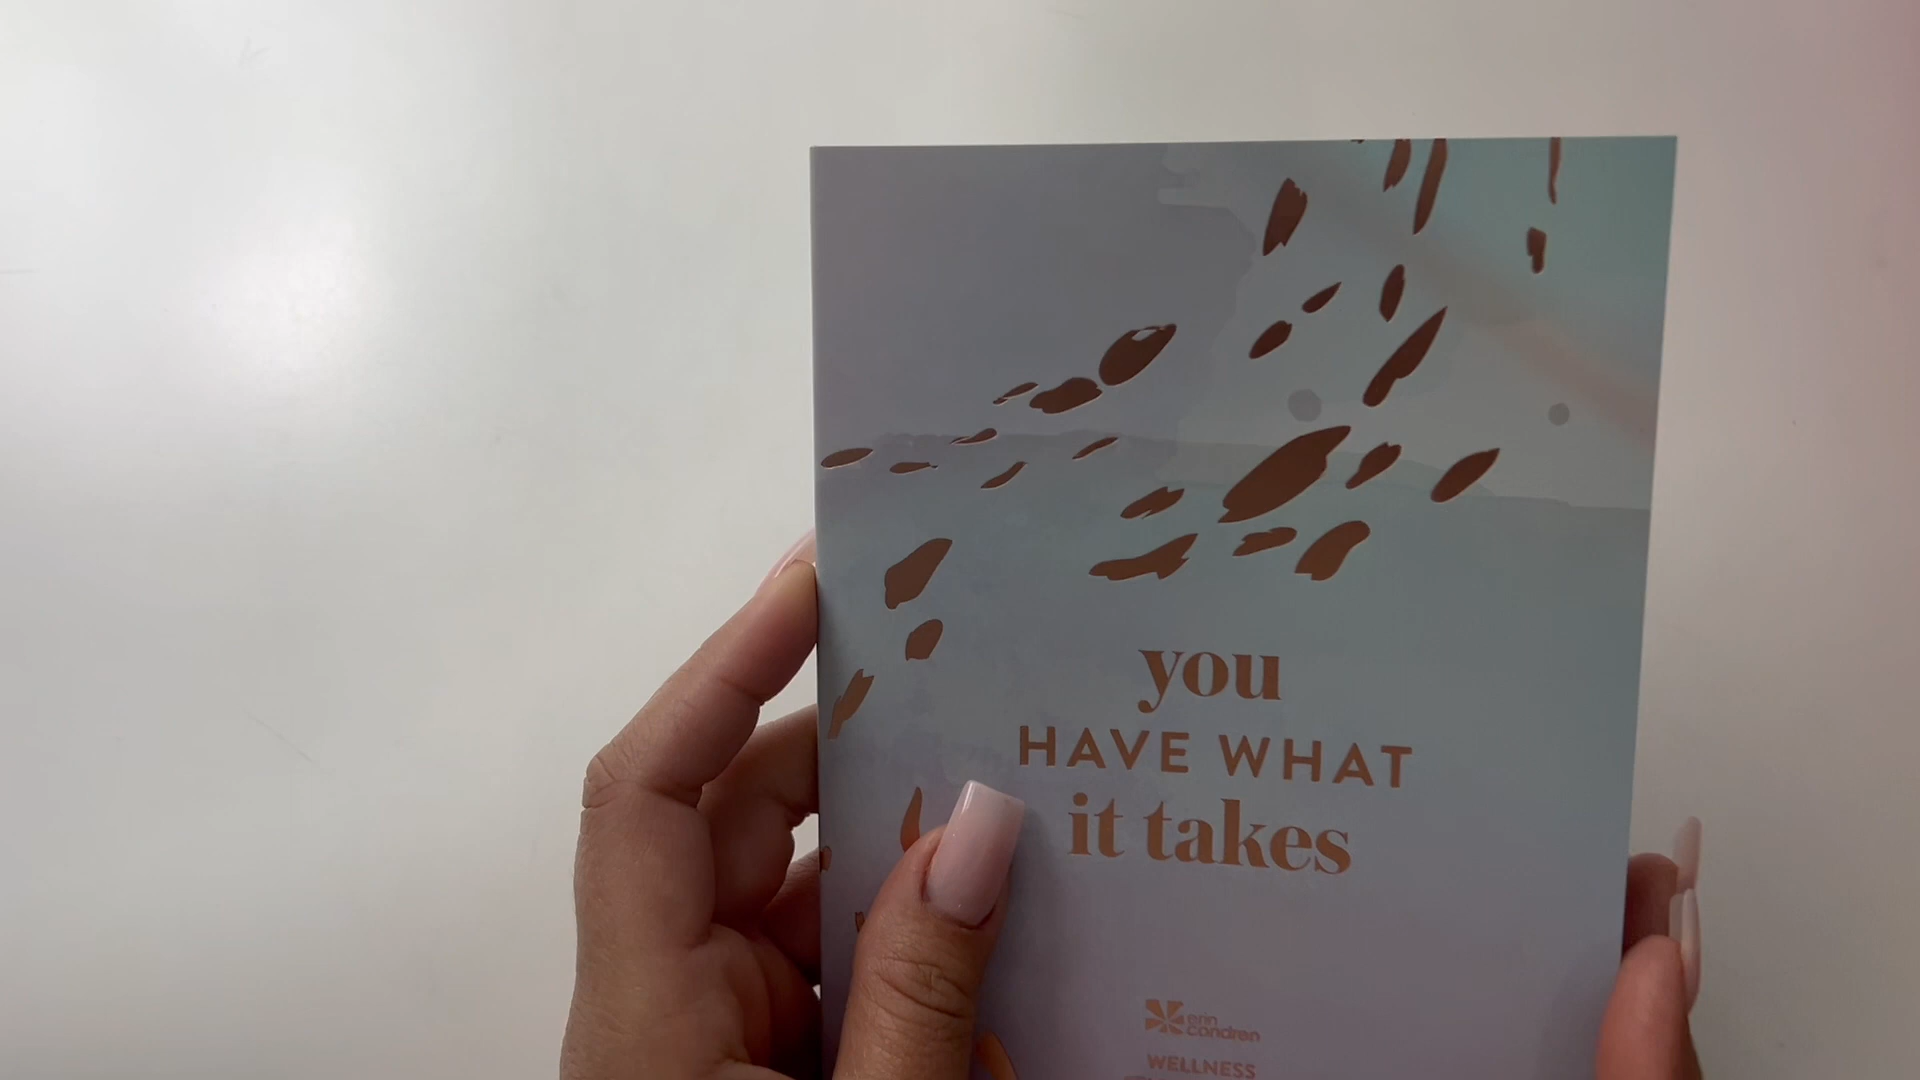 you
HAVE WHAT
it takes
erin
condren
WELLNESS